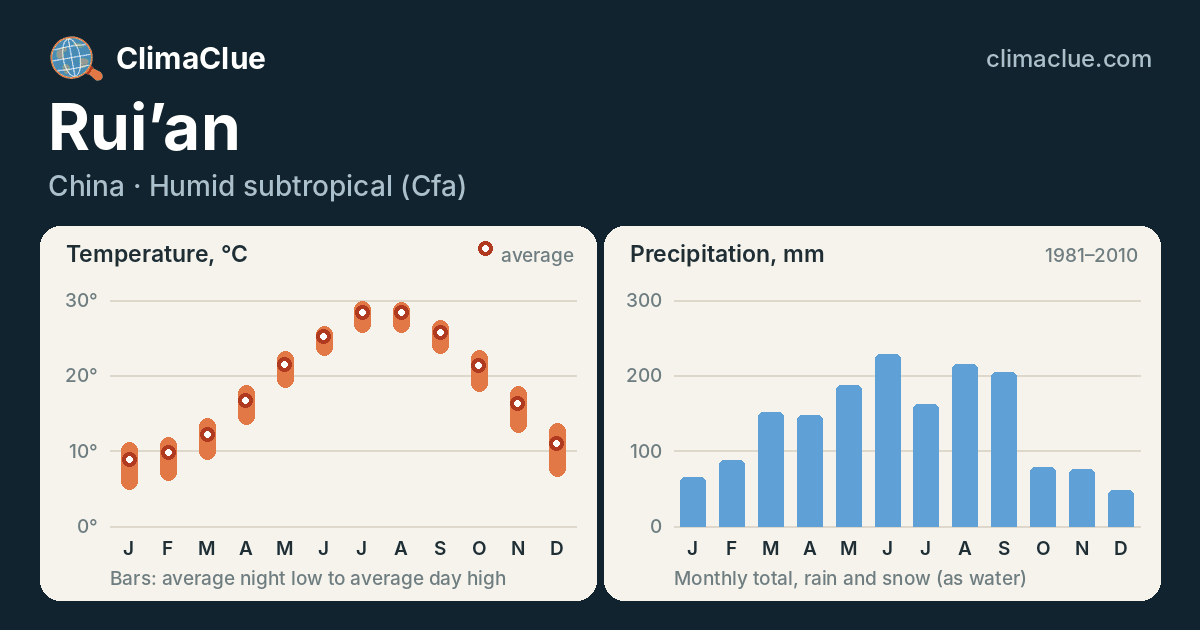 ClimaClue
climaclue.com
Rui’an
China · Humid subtropical (Cfa)
Temperature, °C
average
30°
20°
10°
0°
J F M A M J J A S O N D
Bars: average night low to average day high
Precipitation, mm
1981–2010
300
200
100
0
J F M A M J J A S O N D
Monthly total, rain and snow (as water)